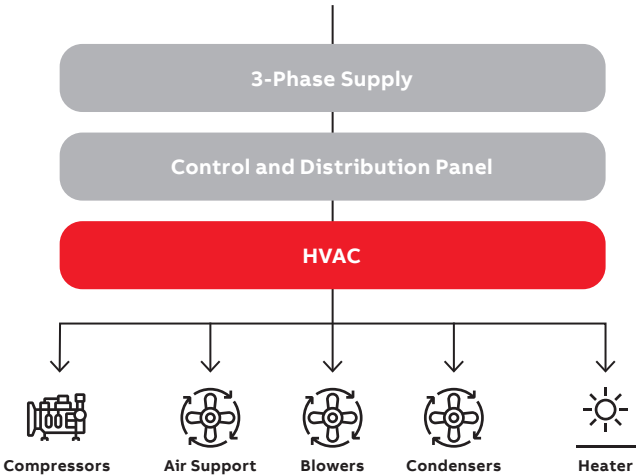 3-Phase Supply
Control and Distribution Panel
HVAC
Compressors
Air Support
Blowers
Condensers
Heater